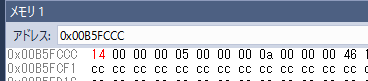 メモリ 1
アドレス: 0x00B5FCCC
0x00B5FCCC 14 00 00 00 05 00 00 00 0a 00 00 00 46 1
0x00B5FCF1 cc cc cc cc cc cc cc cc cc cc cc cc cc c